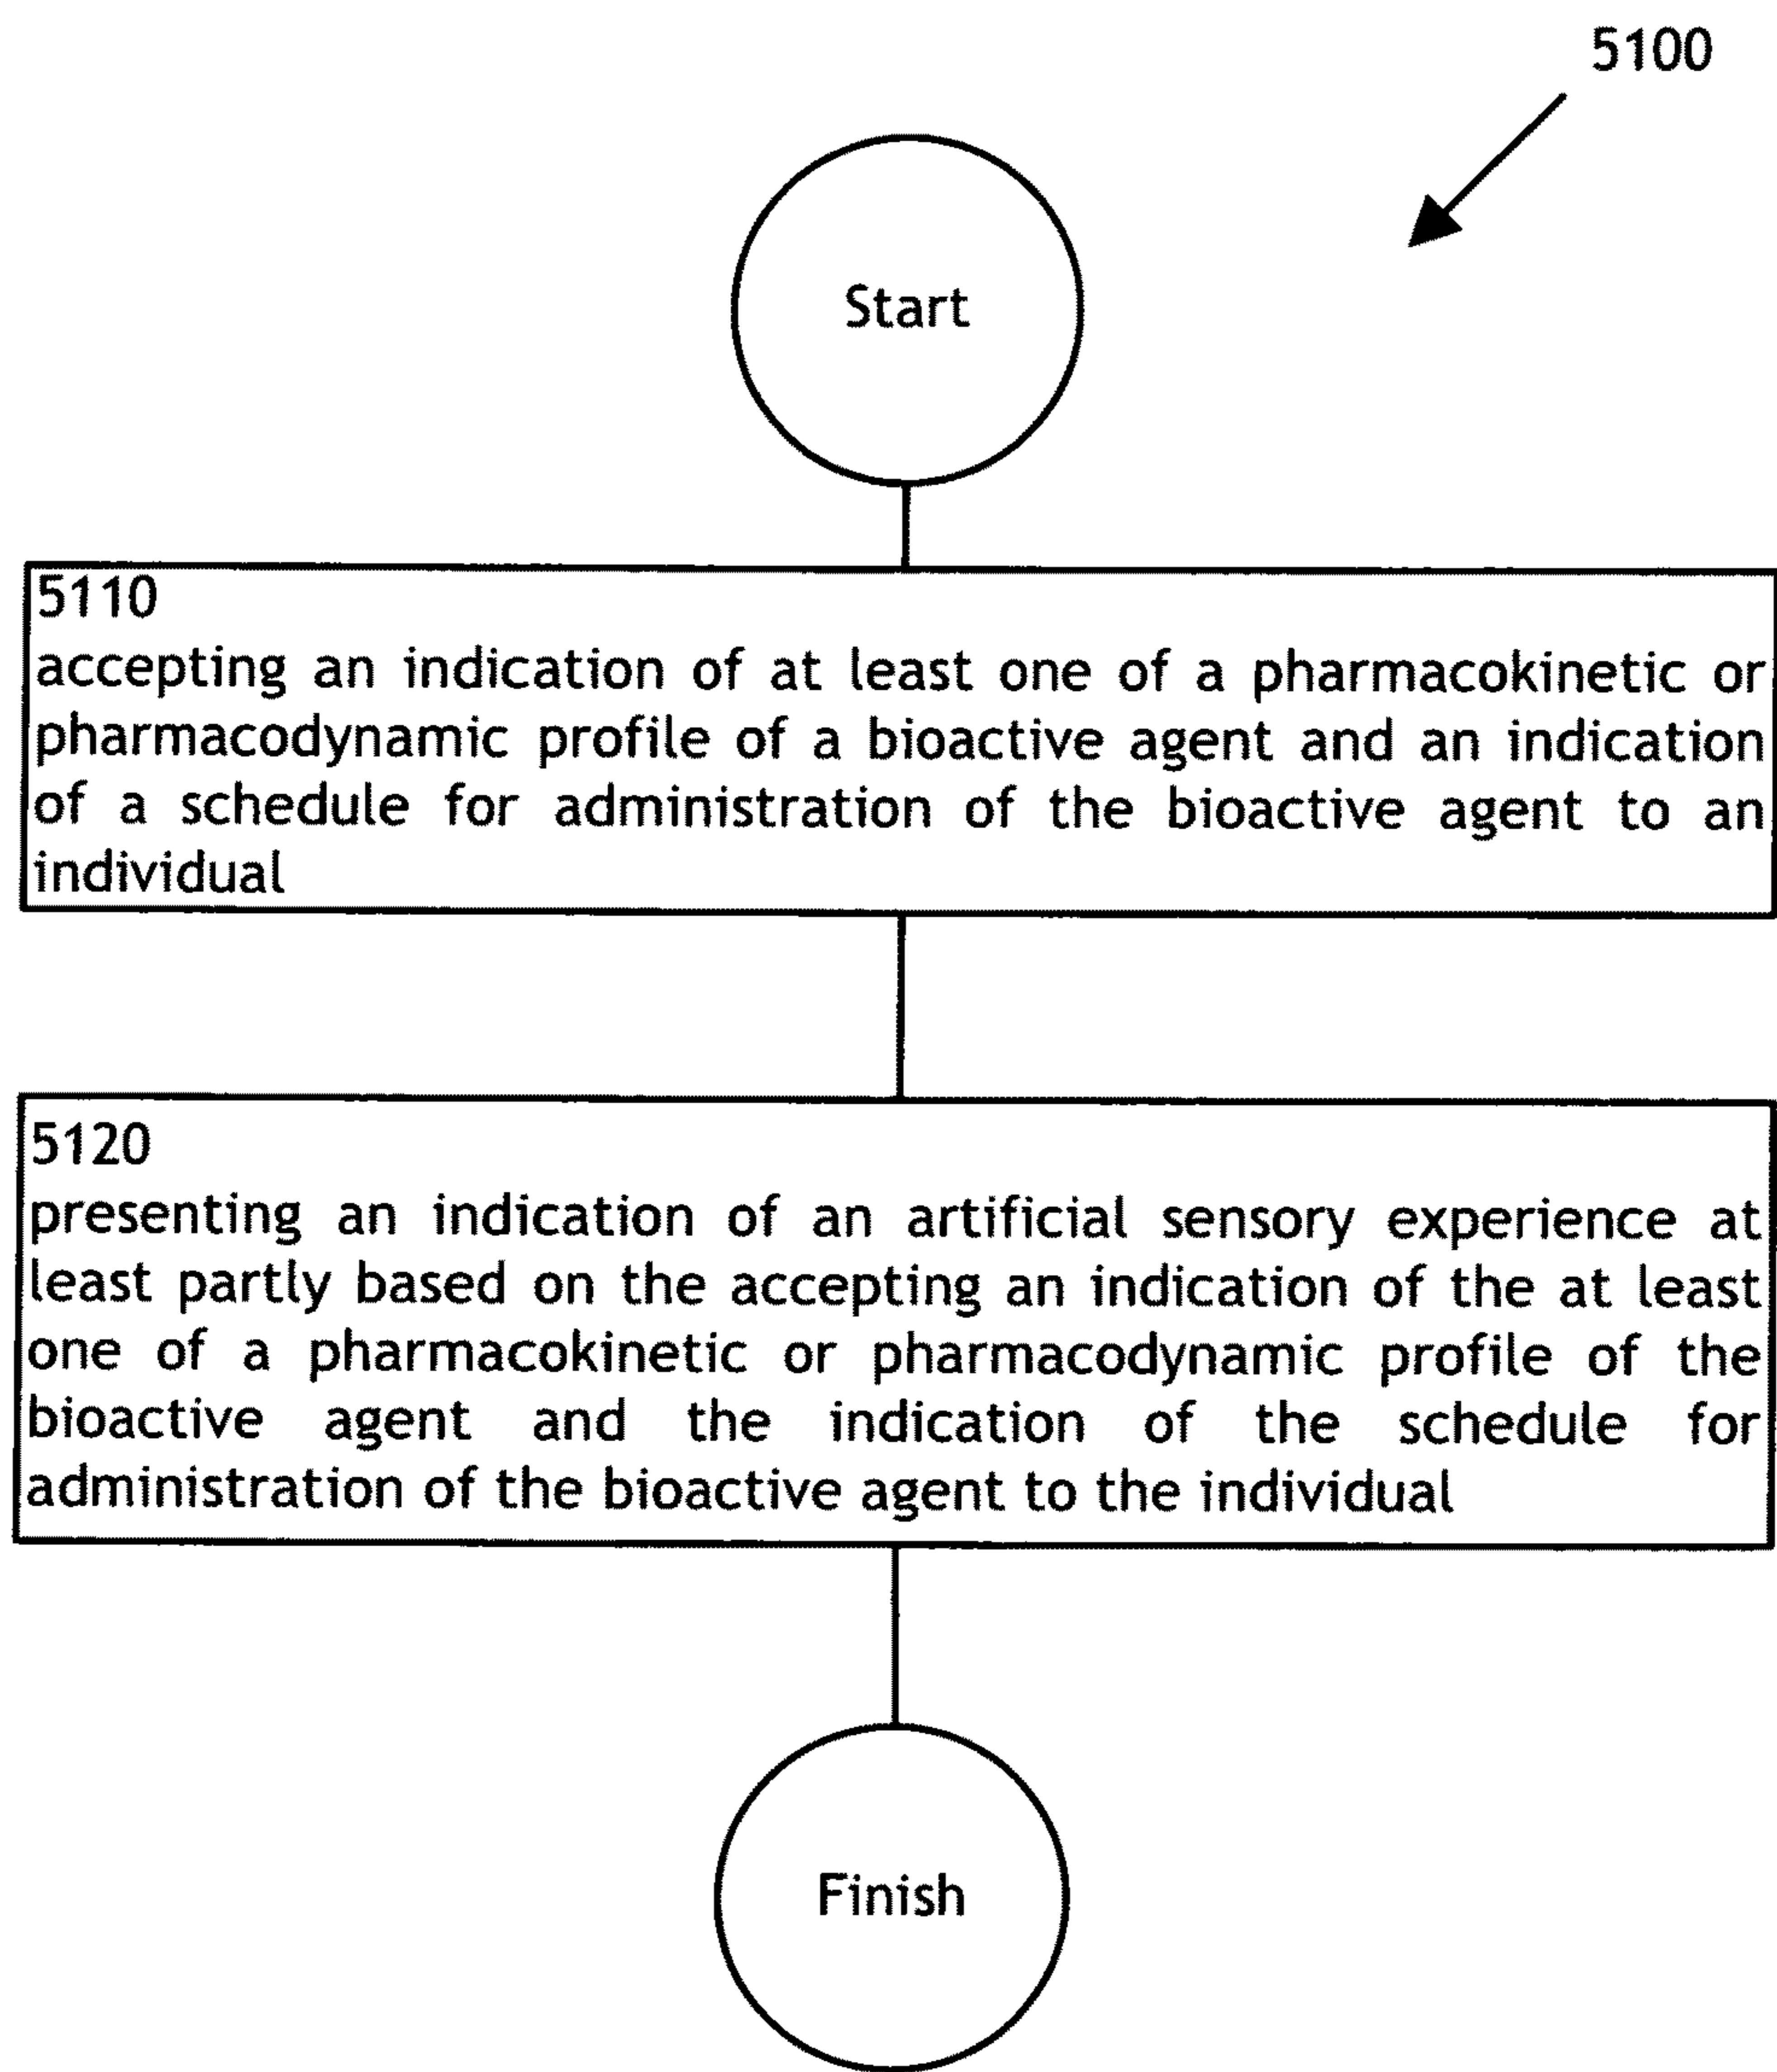 5100
Start
5110
accepting an indication of at least one of a pharmacokinetic or
pharmacodynamic profile of a bioactive agent and an indication
of a schedule for administration of the bioactive agent to an
individual
5120
presenting an indication of an artificial sensory experience at
least partly based on the accepting an indication of the at least
one of a pharmacokinetic or pharmacodynamic profile of the
bioactive agent and the indication of the schedule for
administration of the bioactive agent to the individual
Finish